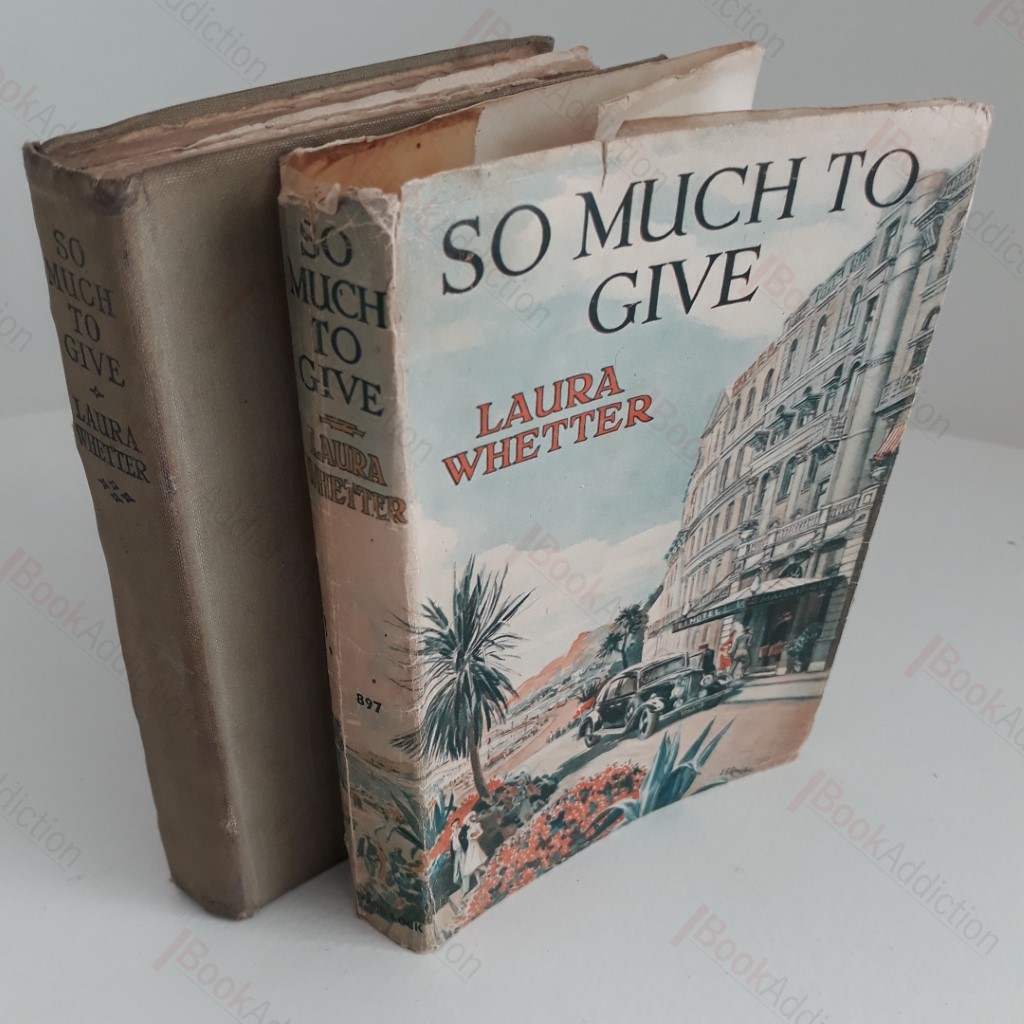 SO
MUCH
TO
GIVE
LAURA
WHETTER
SO
MUCH
TO
GIVE
LAURA
WHETTER
897
SO MUCH TO
GIVE
LAURA
WHETTER
HOTEL
BookAddiction